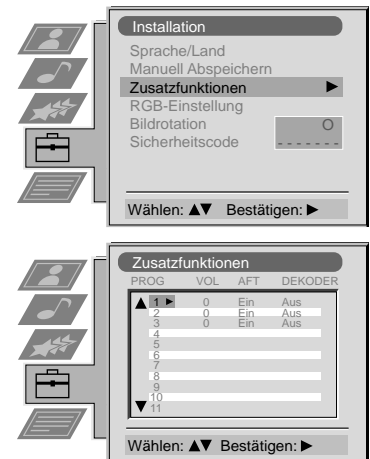 Installation
Sprache/Land
Manuell Abspeichern
Zusatzfunktionen ▶
RGB-Einstellung
Bildrotation O
Sicherheitscode - - - - - - -
Wählen: ▲▼ Bestätigen: ▶
Zusatzfunktionen
PROG VOL AFT DEKODER
▲ 1 ▶ 0 Ein Aus
2 0 Ein Aus
3 0 Ein Aus
4
5
6
7
8
9
10
▼ 11
Wählen: ▲▼ Bestätigen: ▶